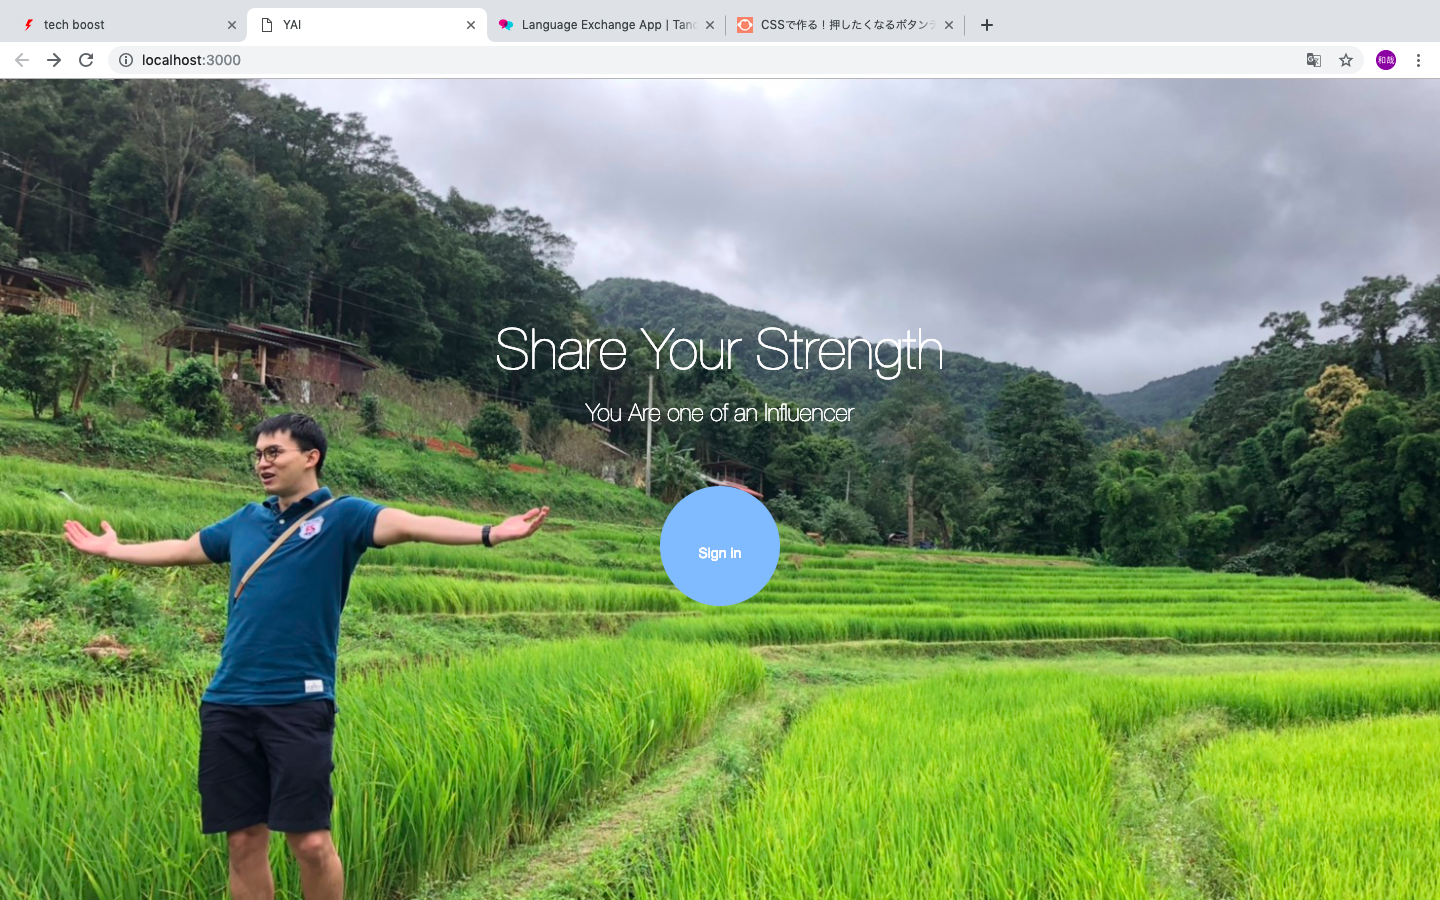 tech boost
YAI
Language Exchange App | Tan
CSSで作る！押したくなるボタン
localhost:3000
和哉
Share Your Strength
You Are one of an Influencer
Sign in